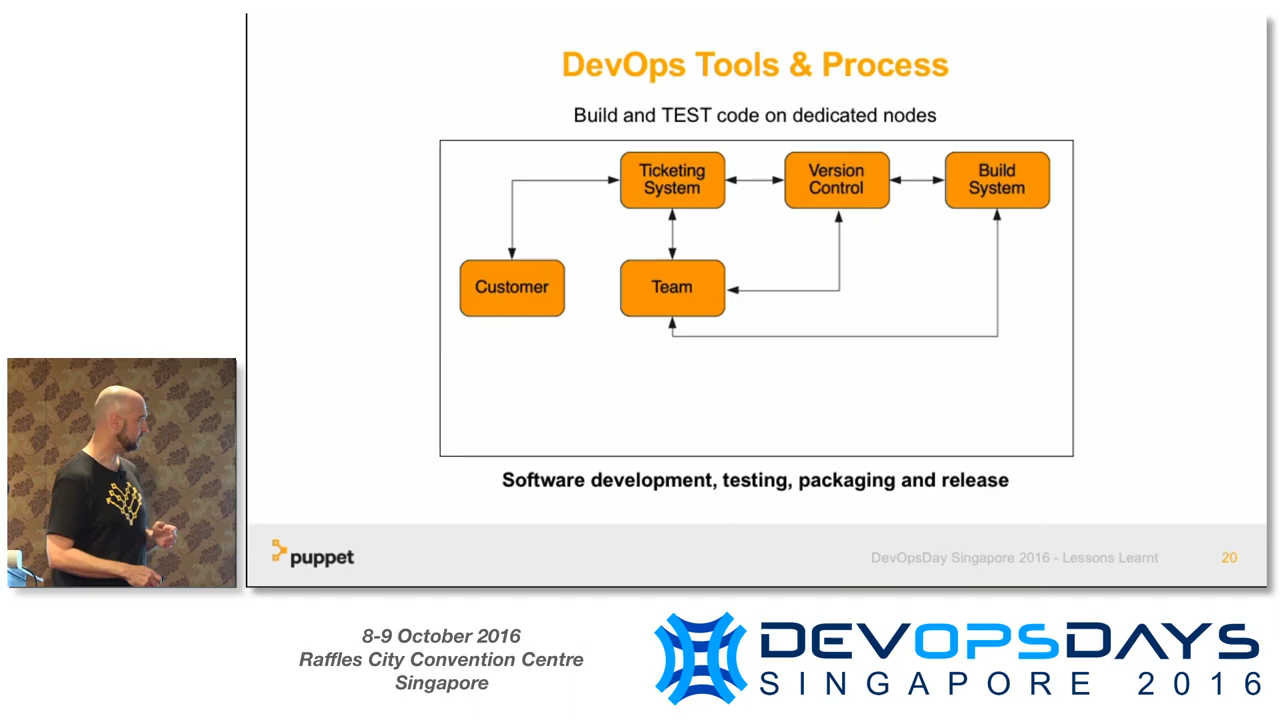 DevOps Tools & Process
Build and TEST code on dedicated nodes
Ticketing
System
Version
Control
Build
System
Customer
Team
Software development, testing, packaging and release
puppet
DevOpsDay Singapore 2016 - Lessons Learnt
20
8-9 October 2016
Raffles City Convention Centre
Singapore
DEVOPSDAYS
SINGAPORE 2016